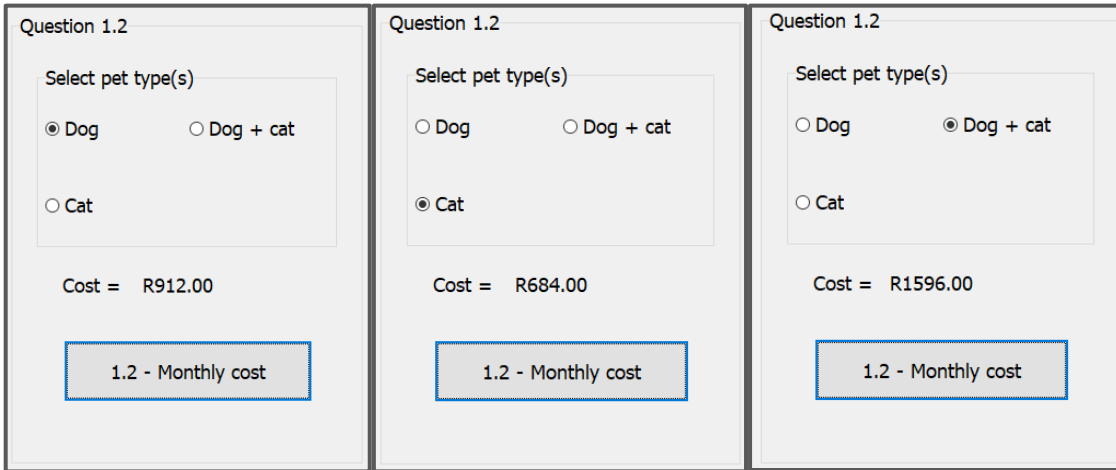 Question 1.2
Select pet type(s)
Dog
Dog + cat
Cat
Cost = R912.00
1.2 - Monthly cost
Question 1.2
Select pet type(s)
Dog
Dog + cat
Cat
Cost = R684.00
1.2 - Monthly cost
Question 1.2
Select pet type(s)
Dog
Dog + cat
Cat
Cost = R1596.00
1.2 - Monthly cost